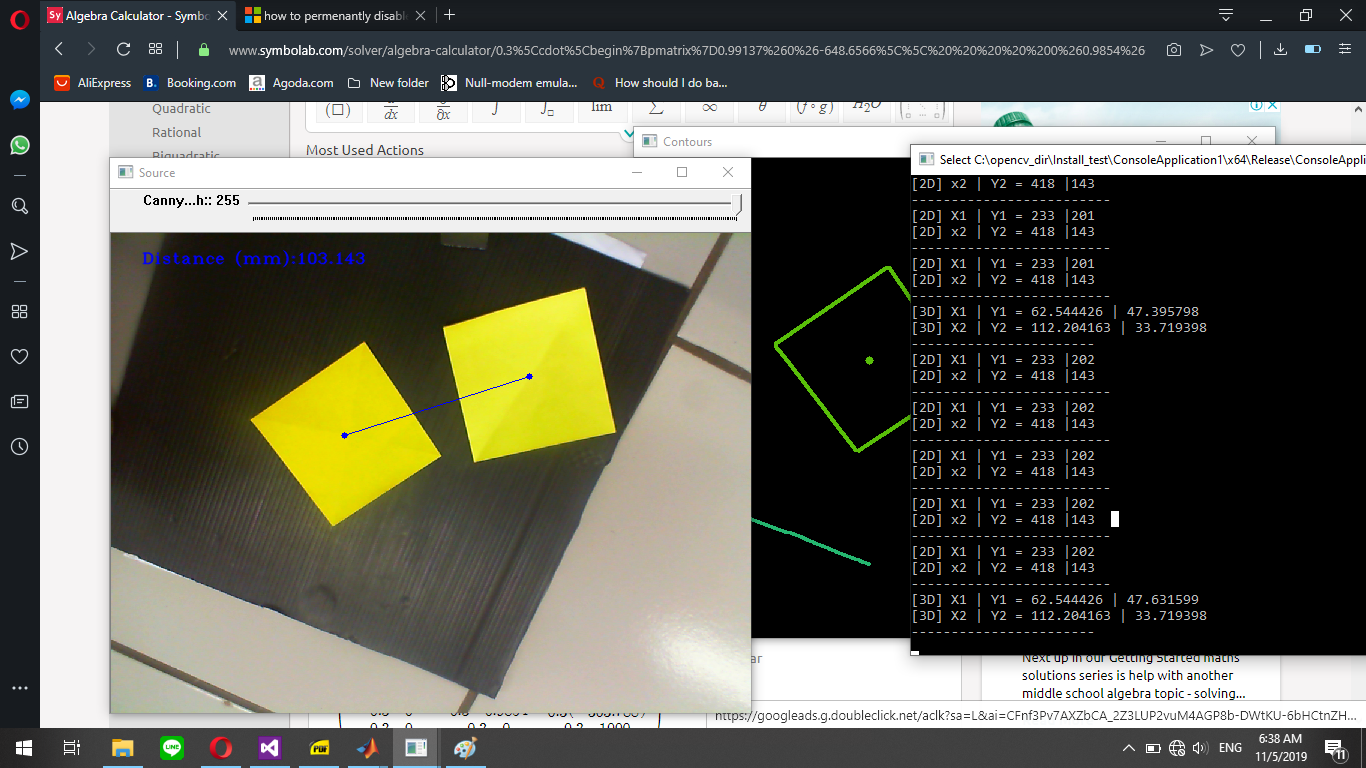 Algebra Calculator - Symbo
how to permenantly disab
www.symbolab.com/solver/algebra-calculator/0.3%5Ccdot%5Cbegin%7Bpmatrix%7D0.99137%260%26-648.6566%5C%5C%20%20%20%20%200%260.9854%26
AliExpress
Booking.com
Agoda.com
New folder
Null-modem emula...
How should I do ba...
Quadratic
Rational
Biquadratic
(□) d/dx ∂/∂x ∫ ∫□ lim ∑ ∞ θ (f∘g) H₂O
Most Used Actions
Contours
Source
Canny...h:: 255
Distance (mm):103.143
Select C:\opencv_dir\Install_test\ConsoleApplication1\x64\Release\ConsoleAppli
[2D] x2 | Y2 = 418 |143
-------------------------
[2D] X1 | Y1 = 233 |201
[2D] x2 | Y2 = 418 |143
-------------------------
[2D] X1 | Y1 = 233 |201
[2D] x2 | Y2 = 418 |143
-------------------------
[3D] X1 | Y1 = 62.544426 | 47.395798
[3D] X2 | Y2 = 112.204163 | 33.719398
-----------------------
[2D] X1 | Y1 = 233 |202
[2D] x2 | Y2 = 418 |143
-------------------------
[2D] X1 | Y1 = 233 |202
[2D] x2 | Y2 = 418 |143
-------------------------
[2D] X1 | Y1 = 233 |202
[2D] x2 | Y2 = 418 |143
-------------------------
[2D] X1 | Y1 = 233 |202
[2D] x2 | Y2 = 418 |143
-------------------------
[2D] X1 | Y1 = 233 |202
[2D] x2 | Y2 = 418 |143
-------------------------
[3D] X1 | Y1 = 62.544426 | 47.631599
[3D] X2 | Y2 = 112.204163 | 33.719398
-----------------------
ar
Next up in our Getting Started maths
solutions series is help with another
middle school algebra topic - solving...
https://googleads.g.doubleclick.net/aclk?sa=L&ai=CFnf3Pv7AXZbCA_2Z3LUP2vuM4AGP8b-DWtKU-6bHCtnZH...
LINE
PDF
ENG
6:38 AM
11/5/2019
11